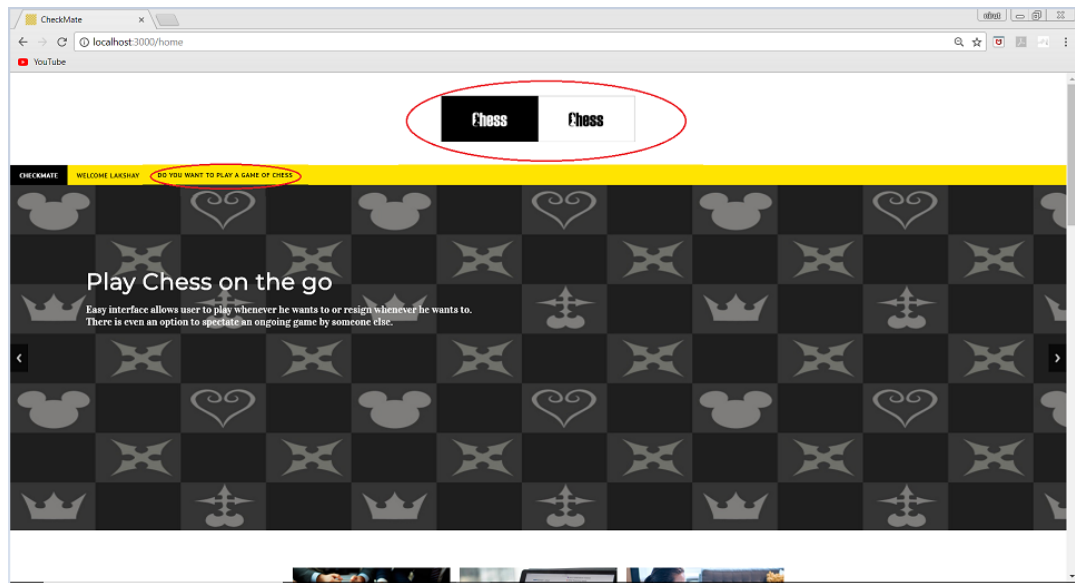 CheckMate
localhost:3000/home
YouTube
Chess Chess
CHECKMATE WELCOME LAKSHAY DO YOU WANT TO PLAY A GAME OF CHESS
Play Chess on the go
Easy interface allows user to play whenever he wants to or resign whenever he wants to.
There is even an option to spectate an ongoing game by someone else.